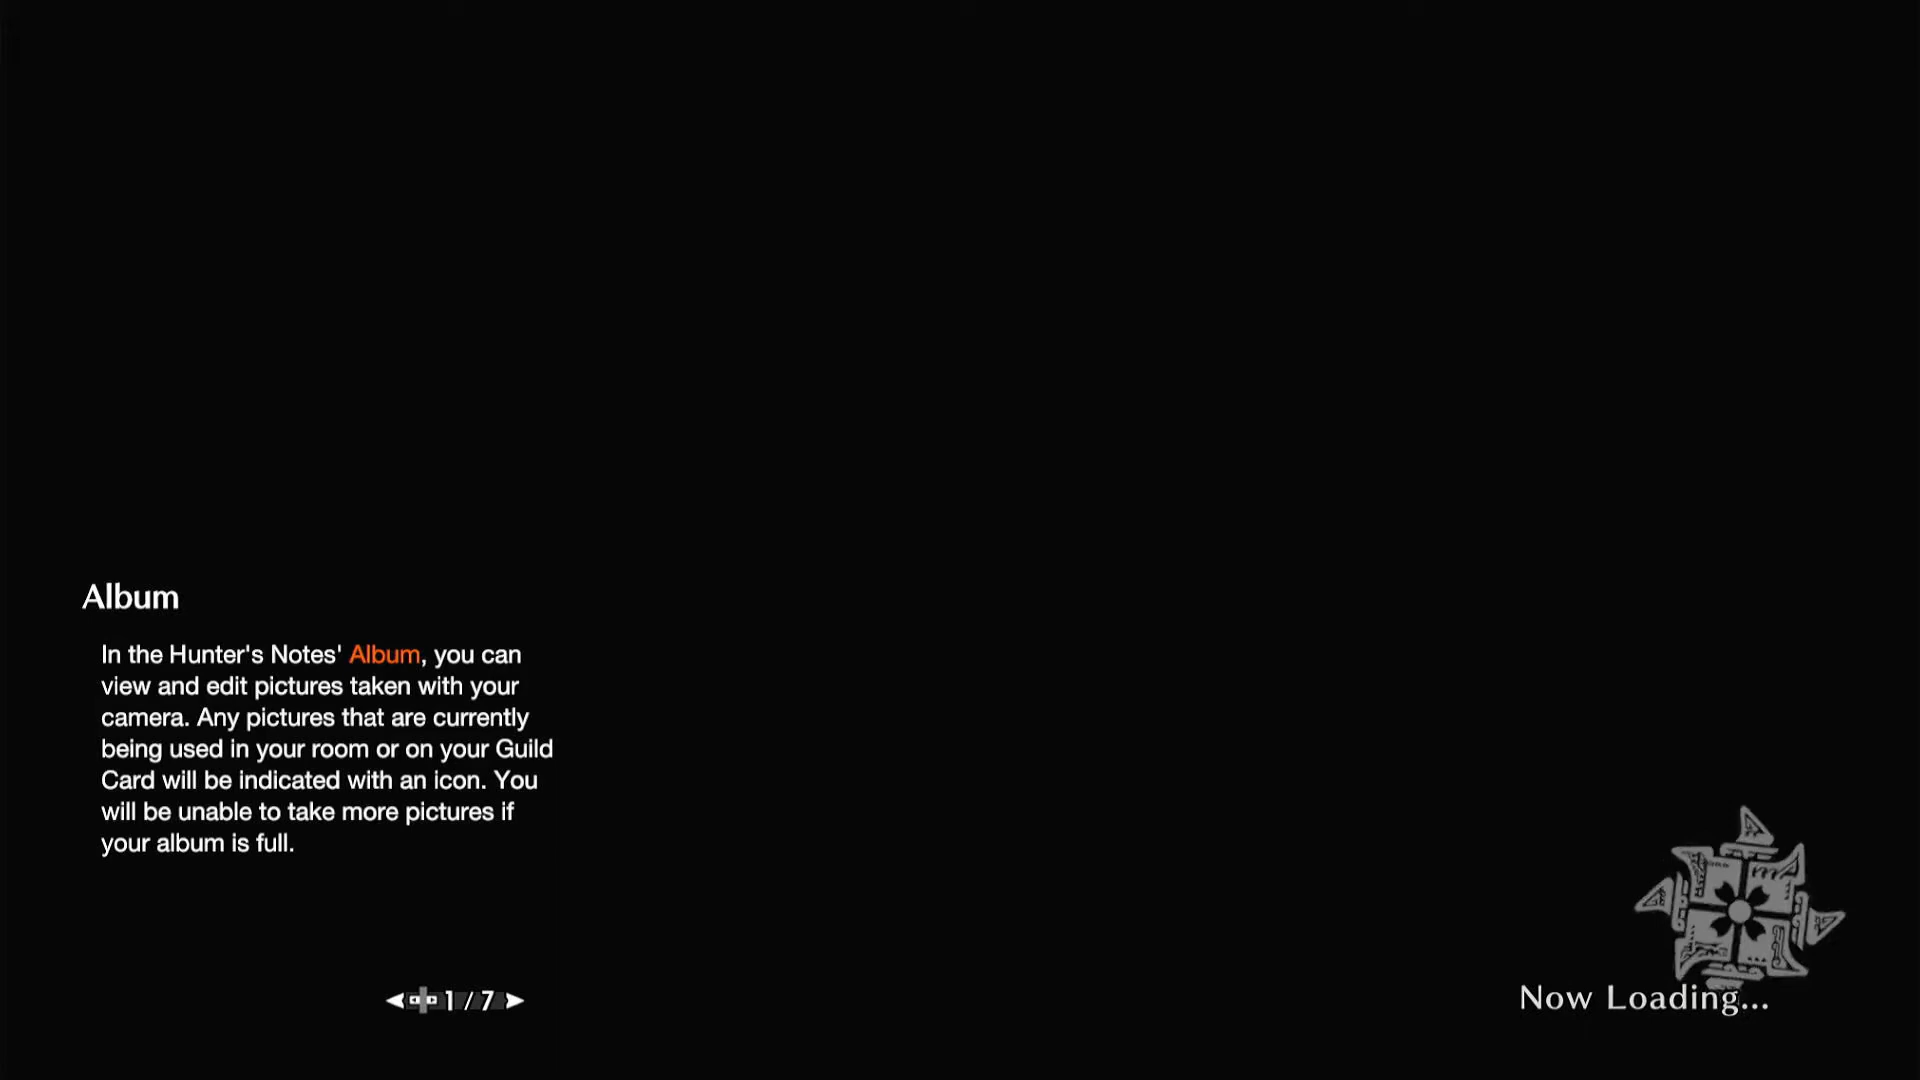 Album
In the Hunter's Notes' Album, you can
view and edit pictures taken with your
camera. Any pictures that are currently
being used in your room or on your Guild
Card will be indicated with an icon. You
will be unable to take more pictures if
your album is full.
1 / 7
Now Loading...